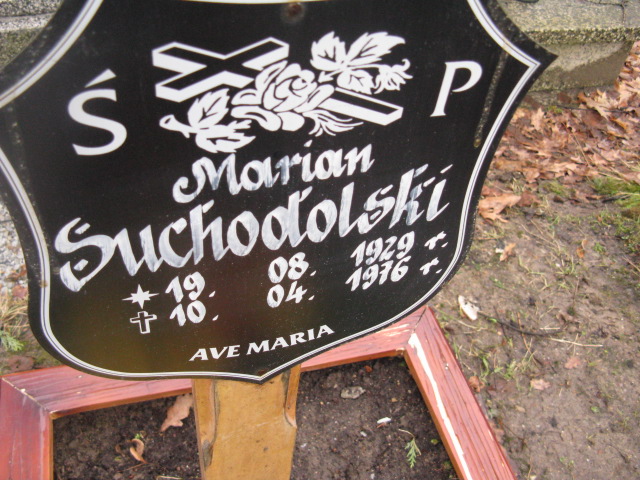 Ś P
Marian
Suchodolski
19. 08. 1929 r.
10. 04. 1976 r.
AVE MARIA